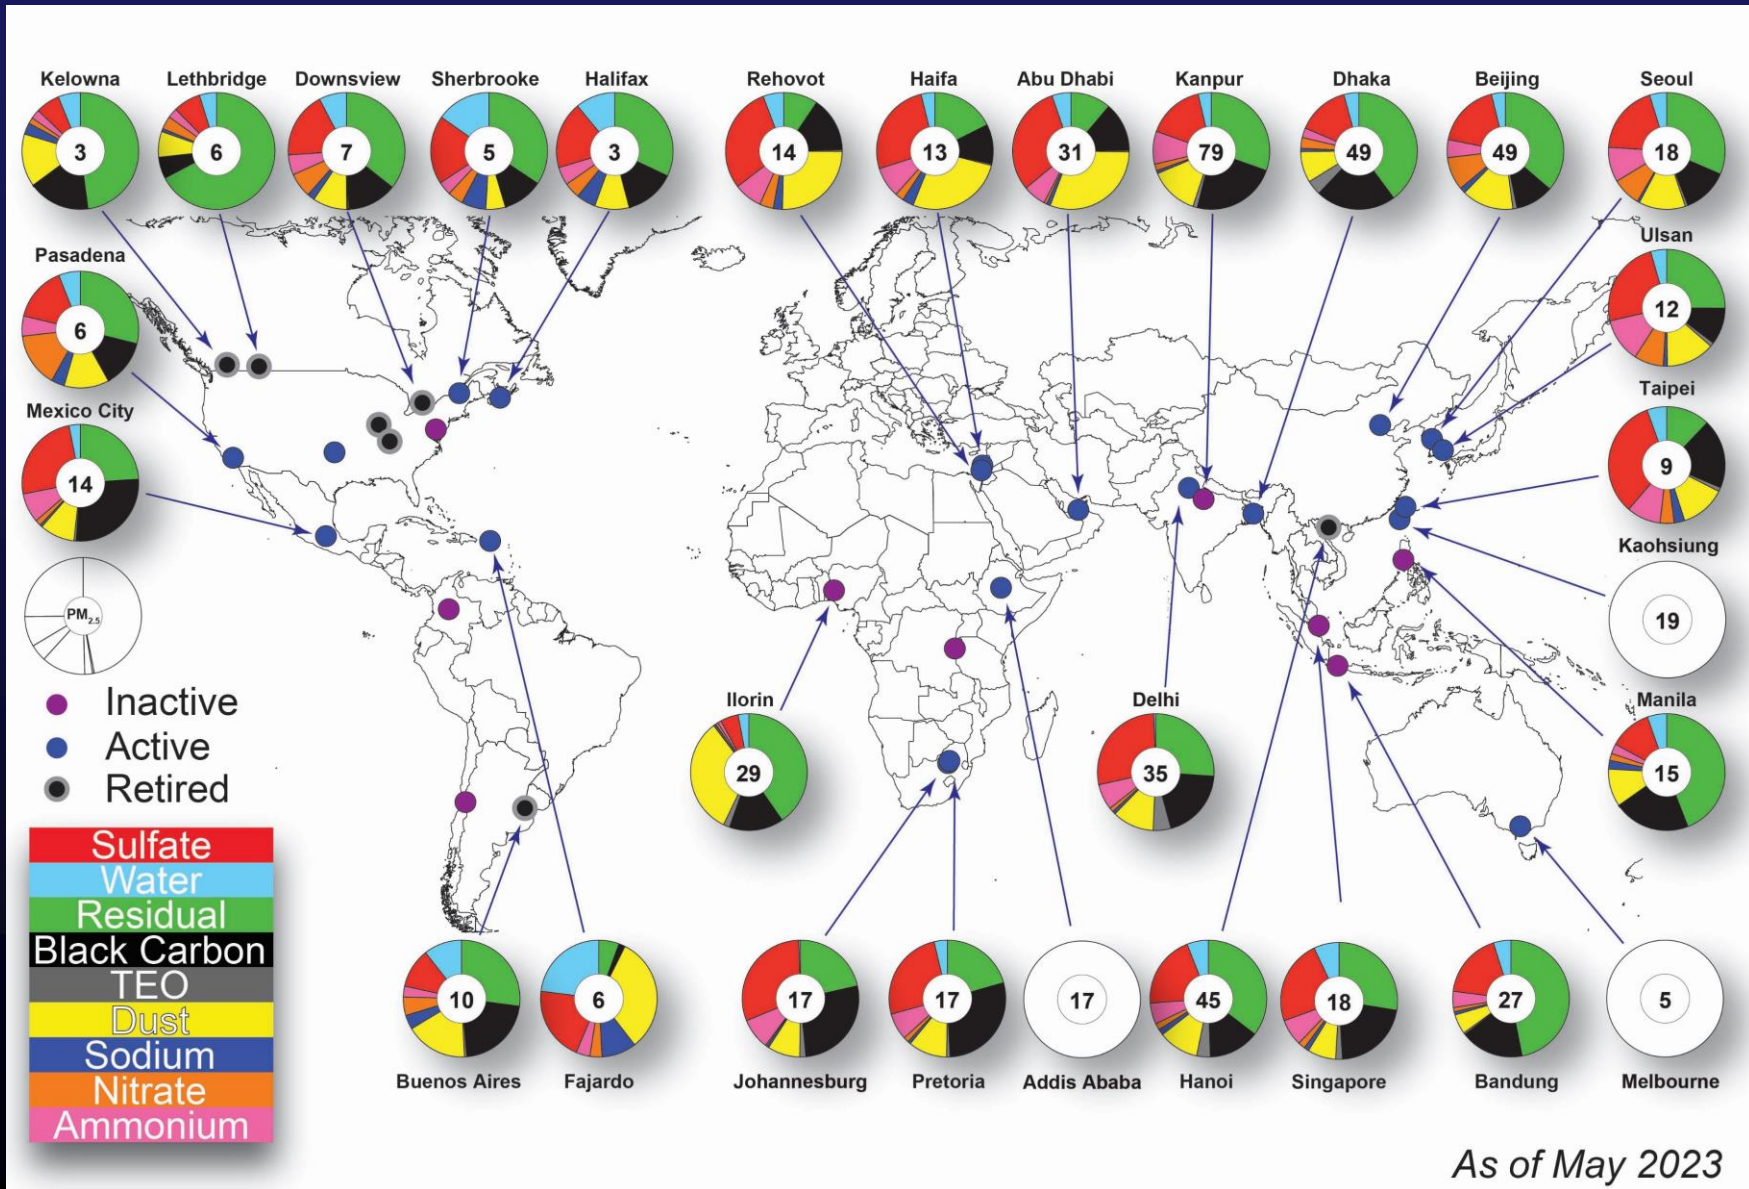 Kelowna
Lethbridge
Downsview
Sherbrooke
Halifax
Rehovot
Haifa
Abu Dhabi
Kanpur
Dhaka
Beijing
Seoul
3
6
7
5
3
14
13
31
79
49
49
18
Pasadena
6
Ulsan
12
Mexico City
14
Taipei
9
PM2.5
Kaohsiung
19
Inactive
Active
Retired
Ilorin
29
Delhi
35
Manila
15
Sulfate
Water
Residual
Black Carbon
TEO
Dust
Sodium
Nitrate
Ammonium
10
6
17
17
17
45
18
27
5
Buenos Aires
Fajardo
Johannesburg
Pretoria
Addis Ababa
Hanoi
Singapore
Bandung
Melbourne
As of May 2023